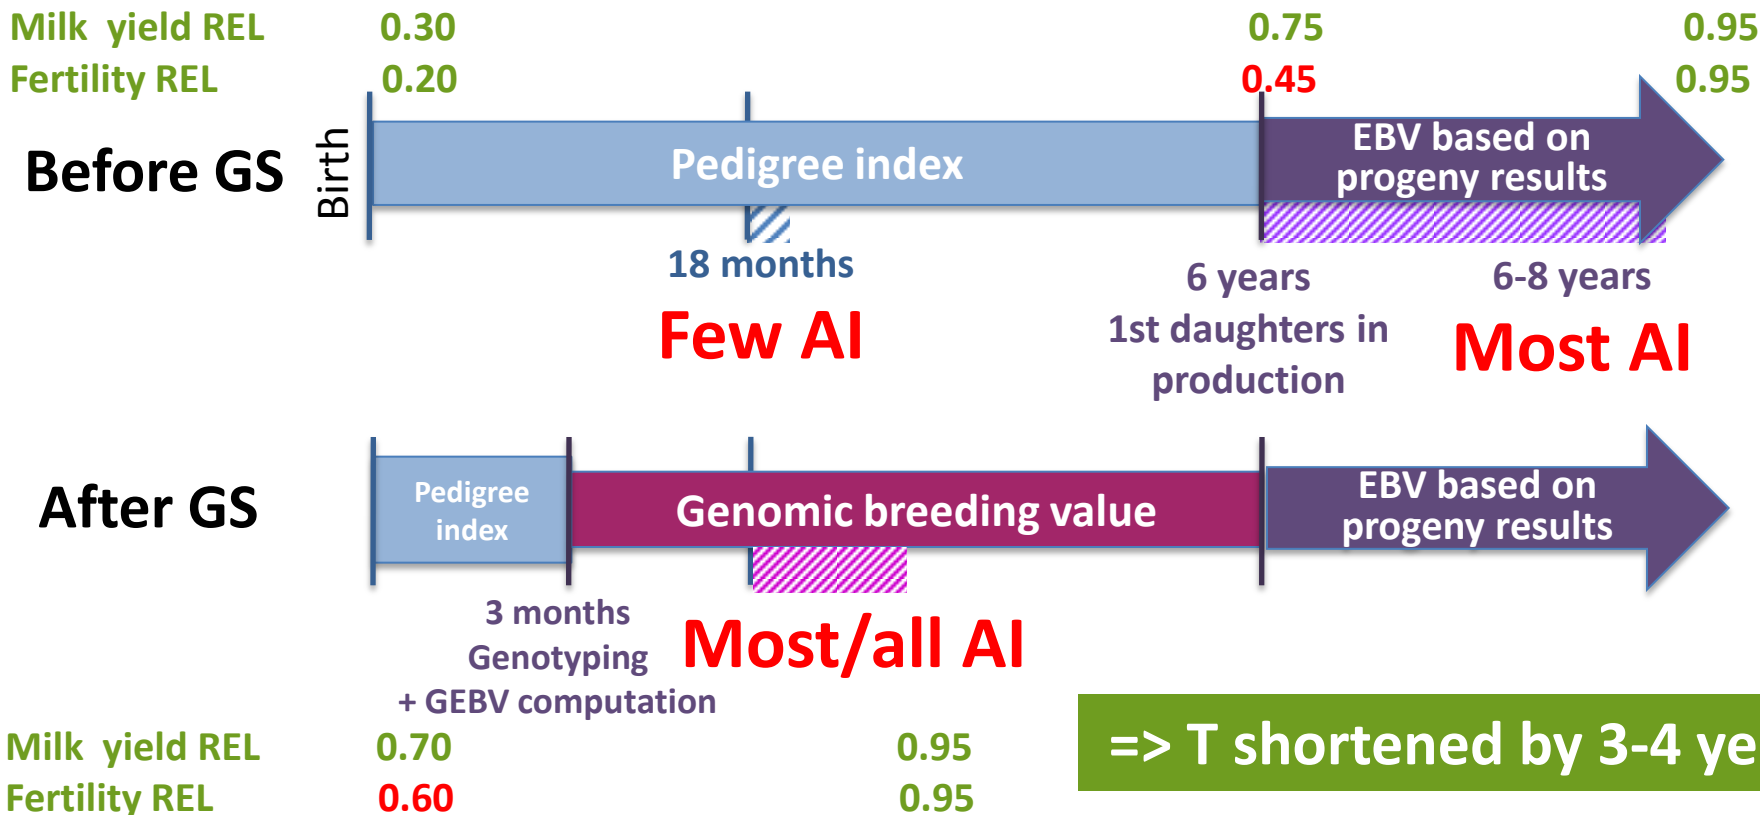 Milk yield REL 0.30 0.75 0.95
Fertility REL 0.20 0.45 0.95
Before GS
Birth
Pedigree index
EBV based on
progeny results
18 months
Few AI
6 years
1st daughters in
production
6-8 years
Most AI
After GS
Pedigree
index
Genomic breeding value
EBV based on
progeny results
3 months
Genotyping
+ GEBV computation
Most/all AI
=> T shortened by 3-4 ye
Milk yield REL 0.70 0.95
Fertility REL 0.60 0.95